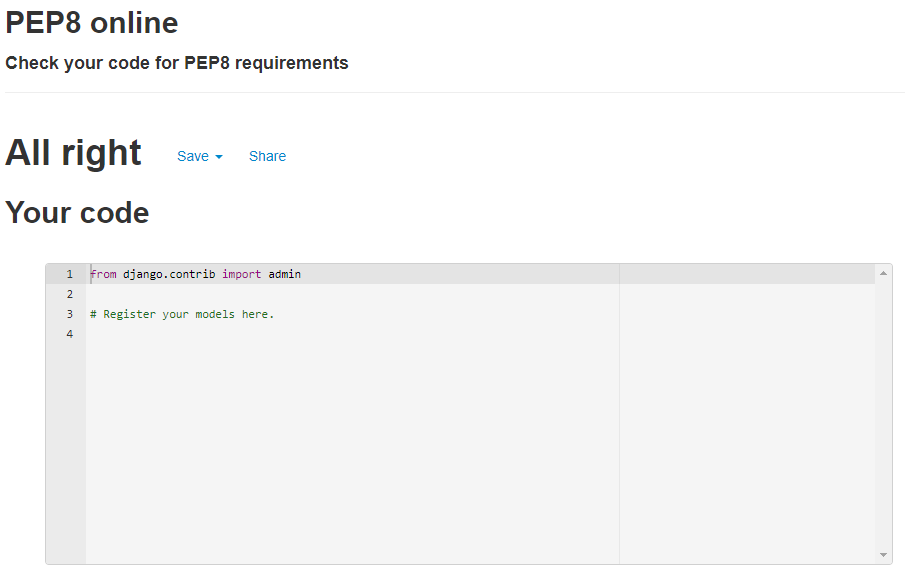 PEP8 online
Check your code for PEP8 requirements
All right Save Share
Your code
1 from django.contrib import admin
2
3 # Register your models here.
4